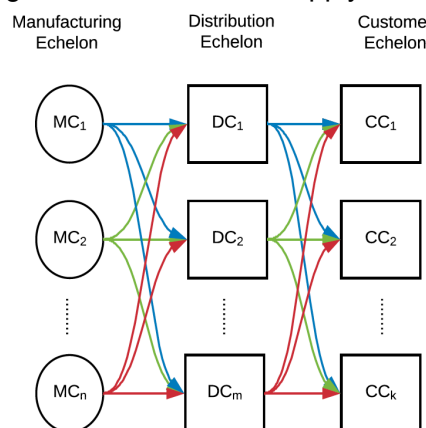 Manufacturing Echelon
Distribution Echelon
Custome Echelon
MC₁
DC₁
CC₁
MC₂
DC₂
CC₂
MCₙ
DCₘ
CCₖ